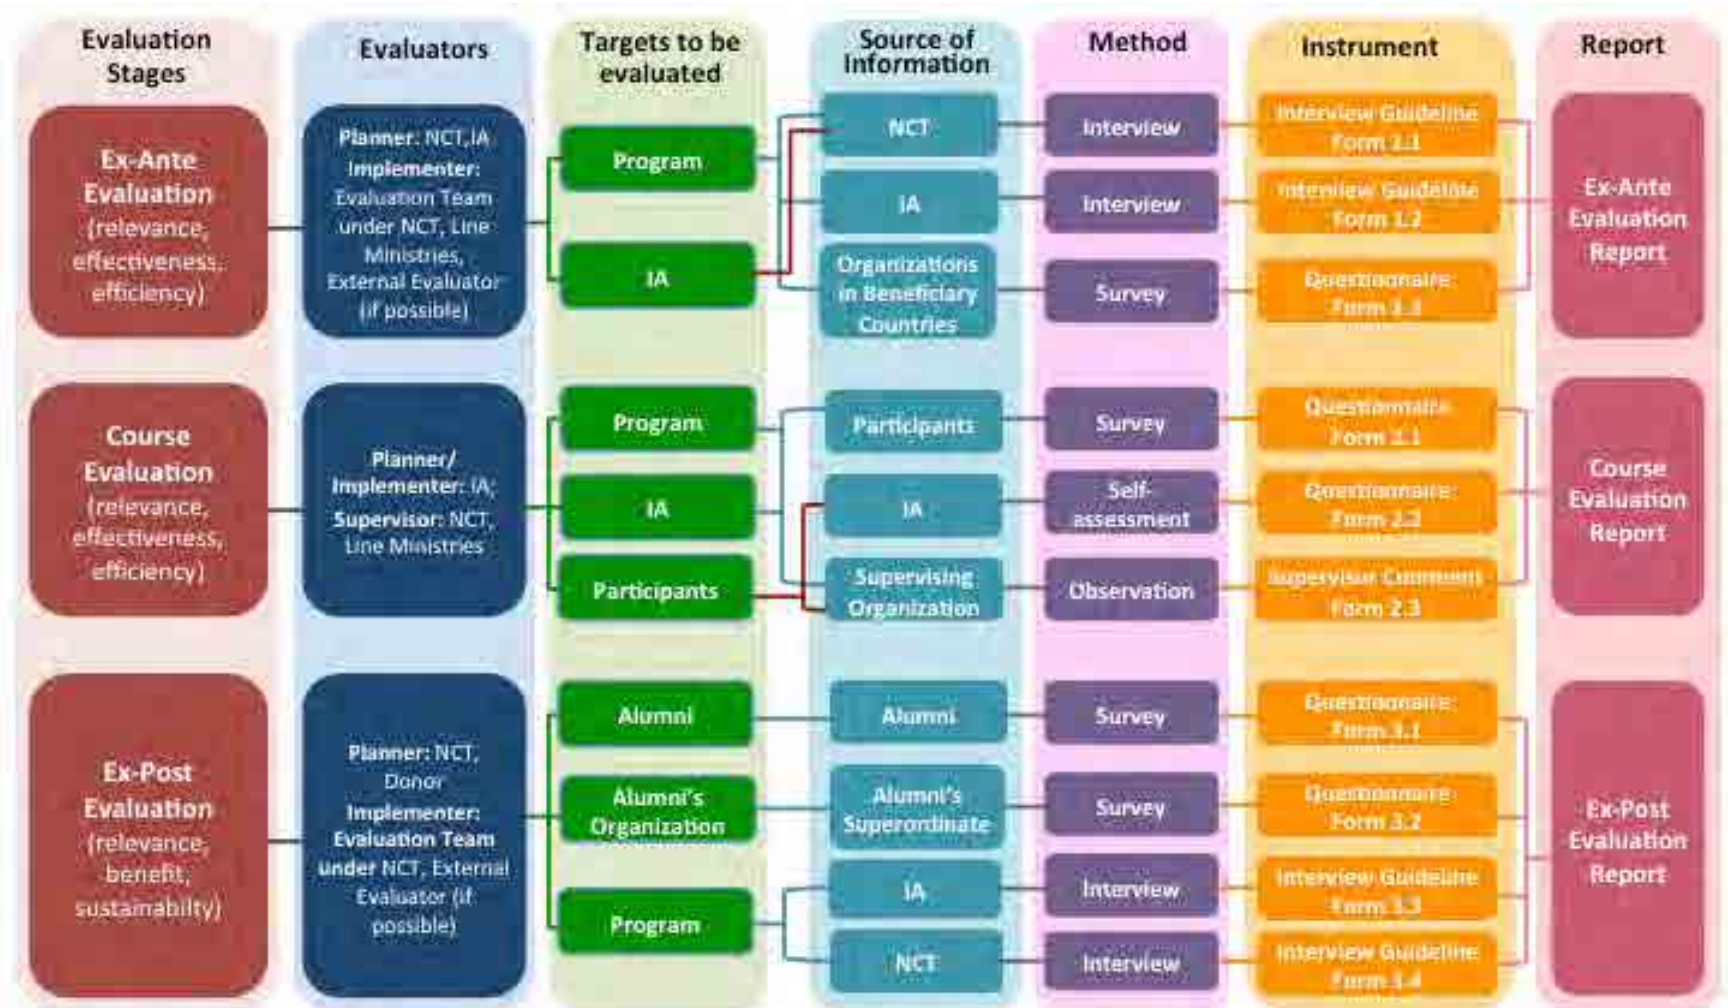 Evaluation
Stages
Evaluators
Targets to be
evaluated
Source of
Information
Method
Instrument
Report
Ex-Ante
Evaluation
(relevance,
effectiveness,
efficiency)
Planner: NCT,IA
Implementer:
Evaluation Team
under NCT, Line
Ministries,
External Evaluator
(if possible)
Program
IA
NCT
IA
Organizations
in Beneficiary
Countries
Interview
Interview
Survey
Interview Guideline
Form 1.1
Interview Guideline
Form 1.2
Questionnaire
Form 1.3
Ex-Ante
Evaluation
Report
Course
Evaluation
(relevance,
effectiveness,
efficiency)
Planner/
Implementer: IA;
Supervisor: NCT,
Line Ministries
Program
IA
Participants
Participants
IA
Supervising
Organization
Survey
Self-
assessment
Observation
Questionnaire
Form 2.1
Questionnaire
Form 2.2
Supervisor Comment
Form 2.3
Course
Evaluation
Report
Ex-Post
Evaluation
(relevance,
benefit,
sustainabilty)
Planner: NCT,
Donor
Implementer:
Evaluation Team
under NCT, External
Evaluator (if
possible)
Alumni
Alumni's
Organization
Program
Alumni
Alumni's
Superordinate
IA
NCT
Survey
Survey
Interview
Interview
Questionnaire
Form 3.1
Questionnaire
Form 3.2
Interview Guideline
Form 3.3
Interview Guideline
Form 3.4
Ex-Post
Evaluation
Report